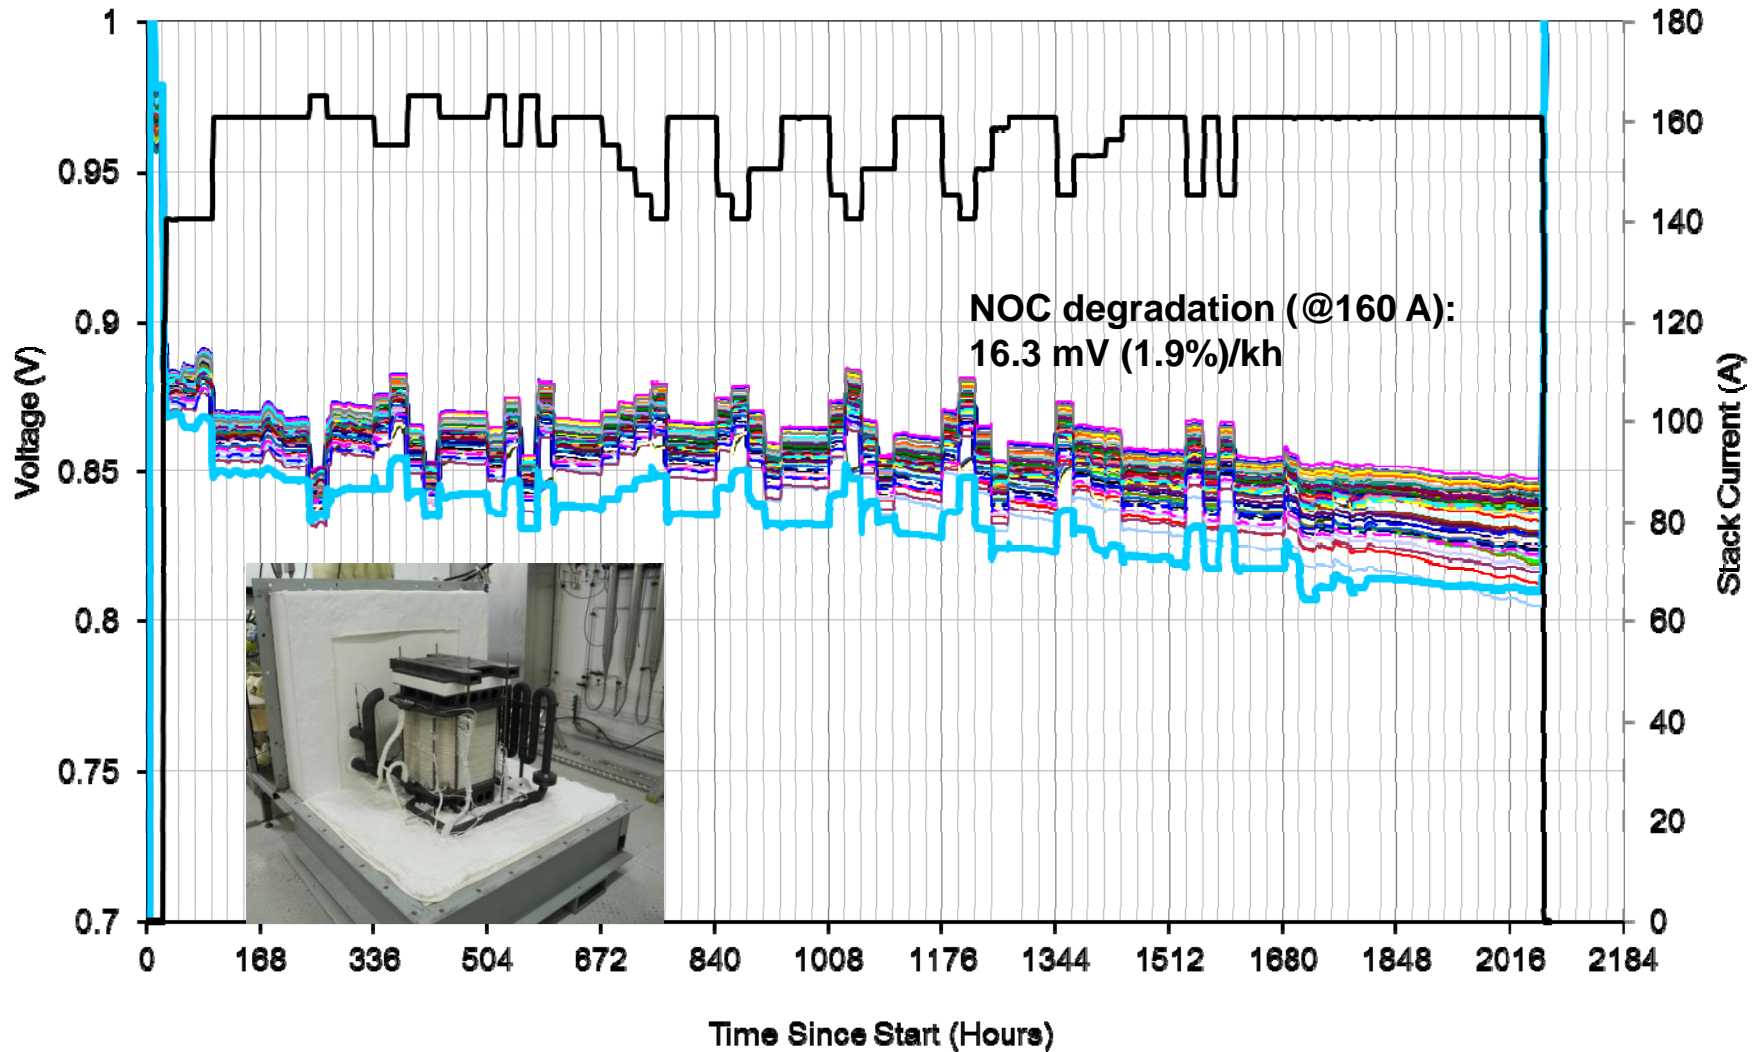 1
0.95
0.9
0.85
0.8
0.75
0.7
Voltage (V)
180
160
140
120
100
80
60
40
20
0
Stack Current (A)
NOC degradation (@160 A):
16.3 mV (1.9%)/kh
0 168 336 504 672 840 1008 1176 1344 1512 1680 1848 2016 2184
Time Since Start (Hours)